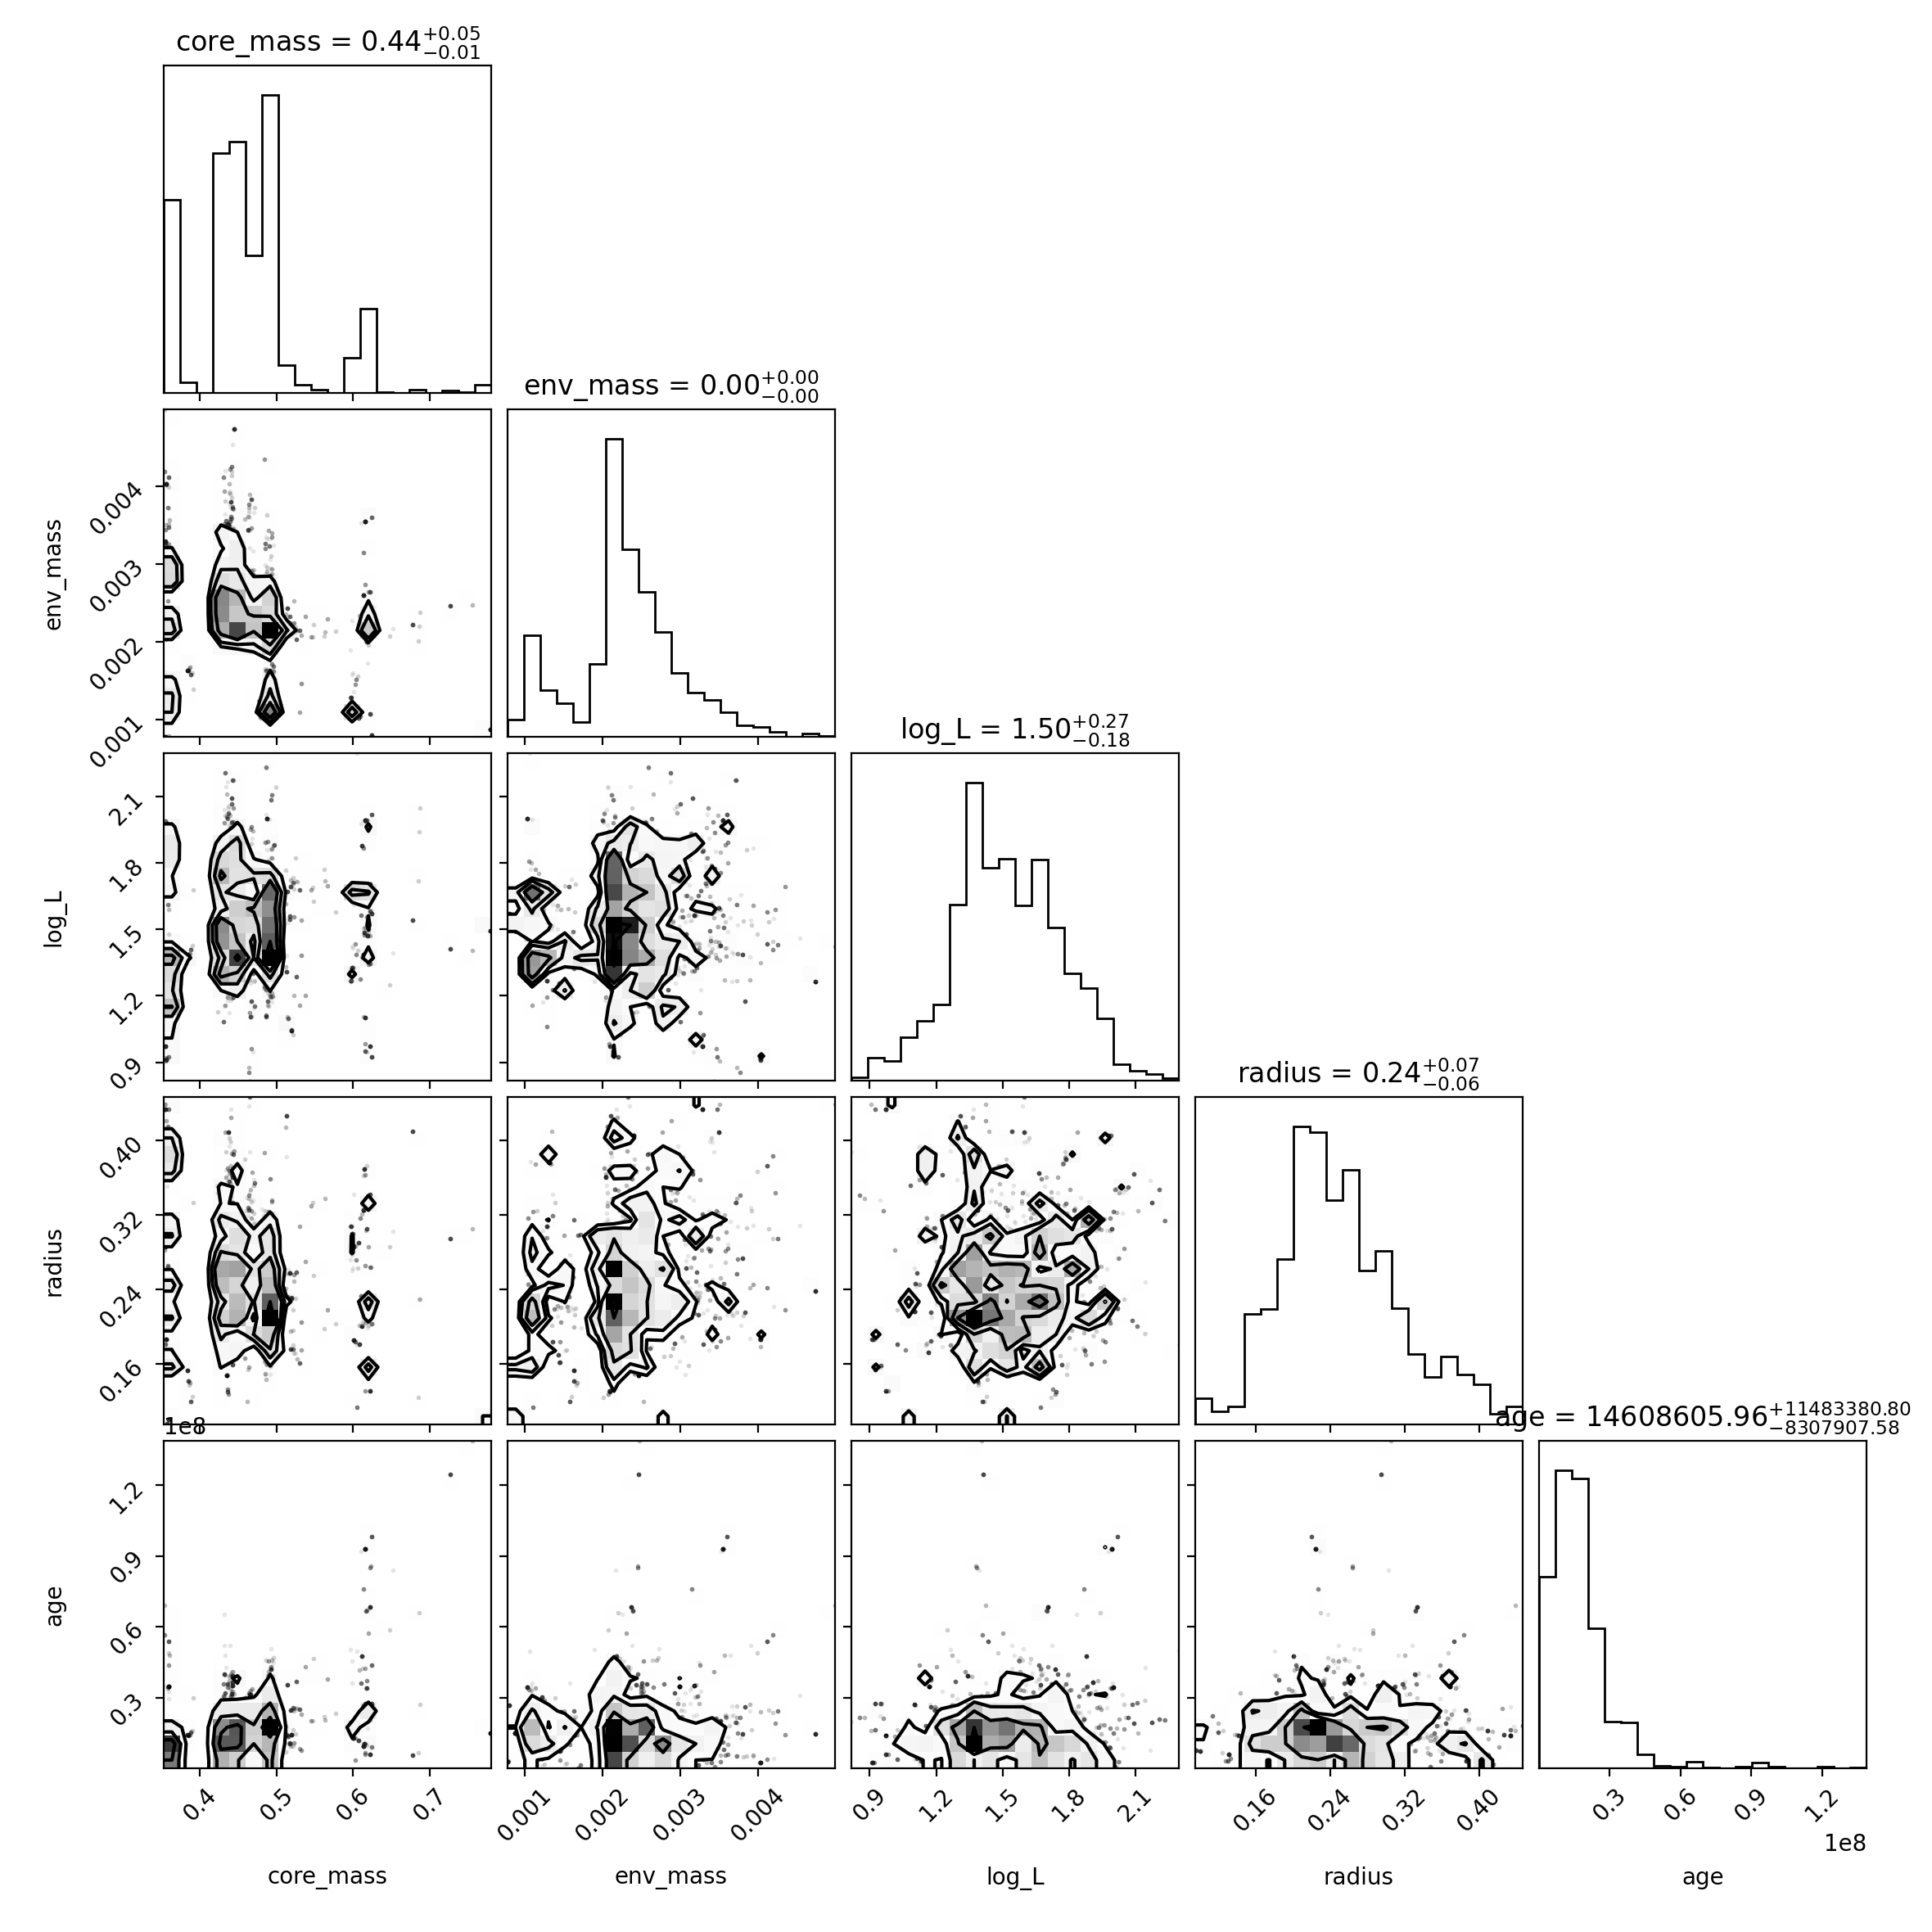 core_mass = 0.44+0.05−0.01
env_mass = 0.00+0.00−0.00
log_L = 1.50+0.27−0.18
radius = 0.24+0.07−0.06
age = 14608605.96+11483380.80−8307907.58
env_mass
0.004
0.003
0.002
0.001
log_L
2.1
1.8
1.5
1.2
0.9
radius
0.40
0.32
0.24
0.16
1e8
age
1.2
0.9
0.6
0.3
0.4 0.5 0.6 0.7
0.001 0.002 0.003 0.004
0.9 1.2 1.5 1.8 2.1
0.16 0.24 0.32 0.40
0.3 0.6 0.9 1.2
1e8
core_mass
env_mass
log_L
radius
age